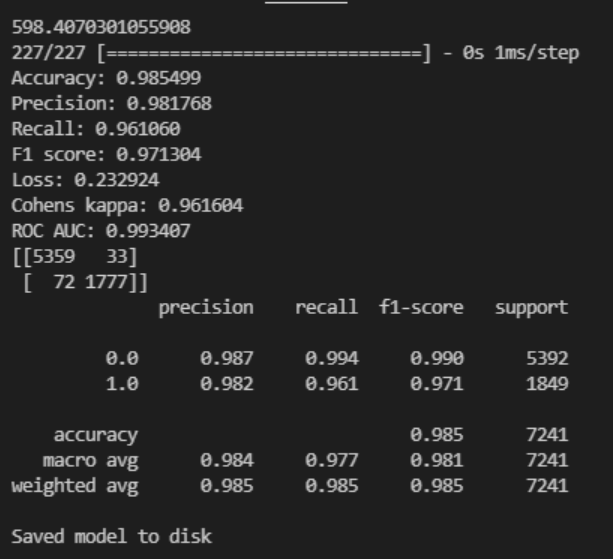 598.4070301055908
227/227 [==============================] - 0s 1ms/step
Accuracy: 0.985499
Precision: 0.981768
Recall: 0.961060
F1 score: 0.971304
Loss: 0.232924
Cohens kappa: 0.961604
ROC AUC: 0.993407
[[5359   33]
 [  72 1777]]
              precision    recall  f1-score   support

         0.0      0.987     0.994     0.990      5392
         1.0      0.982     0.961     0.971      1849

    accuracy                          0.985      7241
   macro avg      0.984     0.977     0.981      7241
weighted avg      0.985     0.985     0.985      7241

Saved model to disk